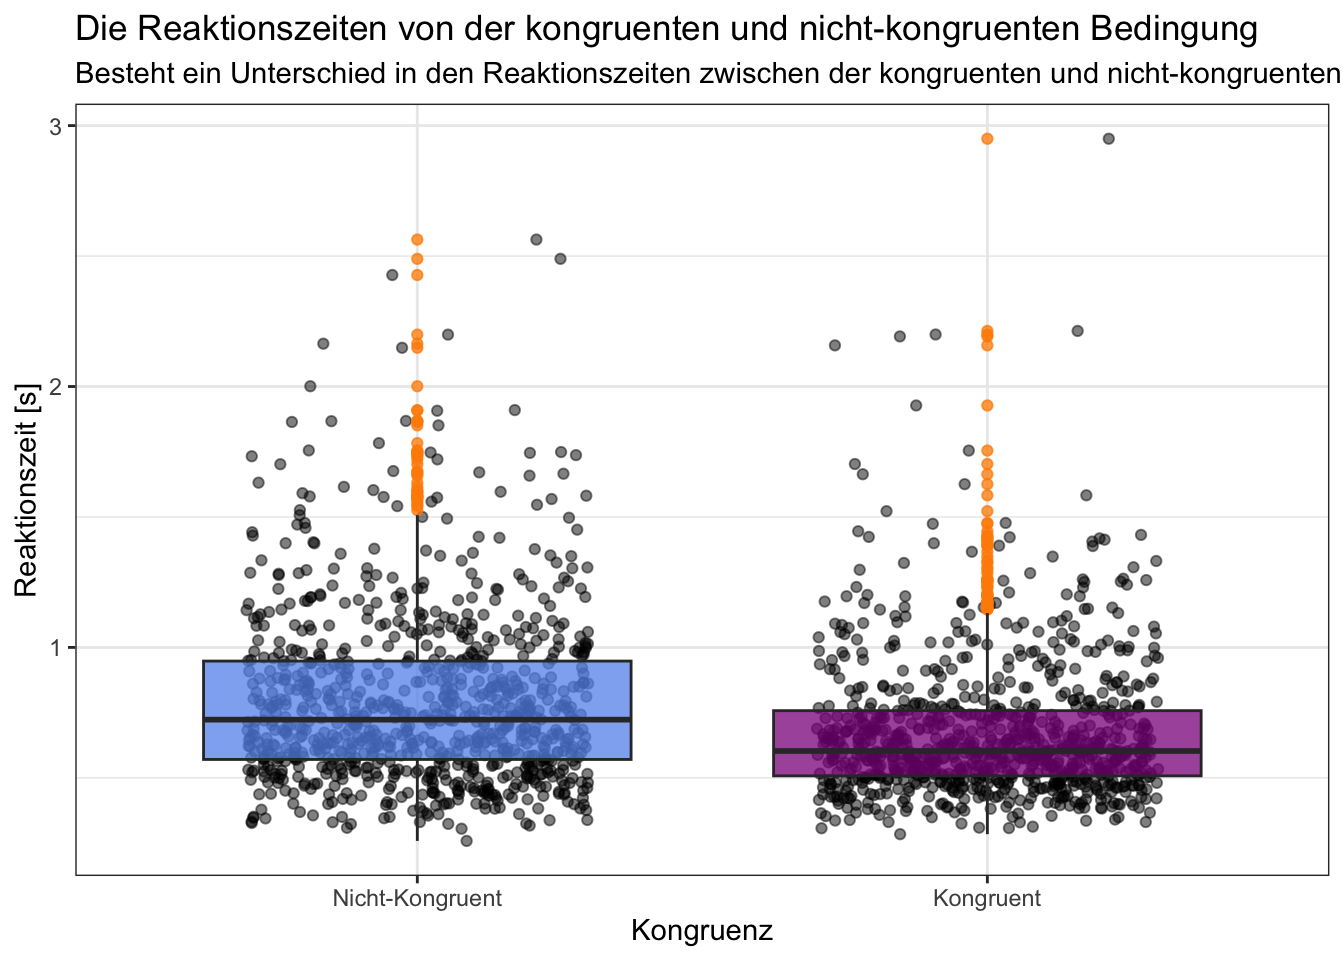 Die Reaktionszeiten von der kongruenten und nicht-kongruenten Bedingung
Besteht ein Unterschied in den Reaktionszeiten zwischen der kongruenten und nicht-kongruenten
Reaktionszeit [s]
3
2
1
Nicht-Kongruent
Kongruent
Kongruenz